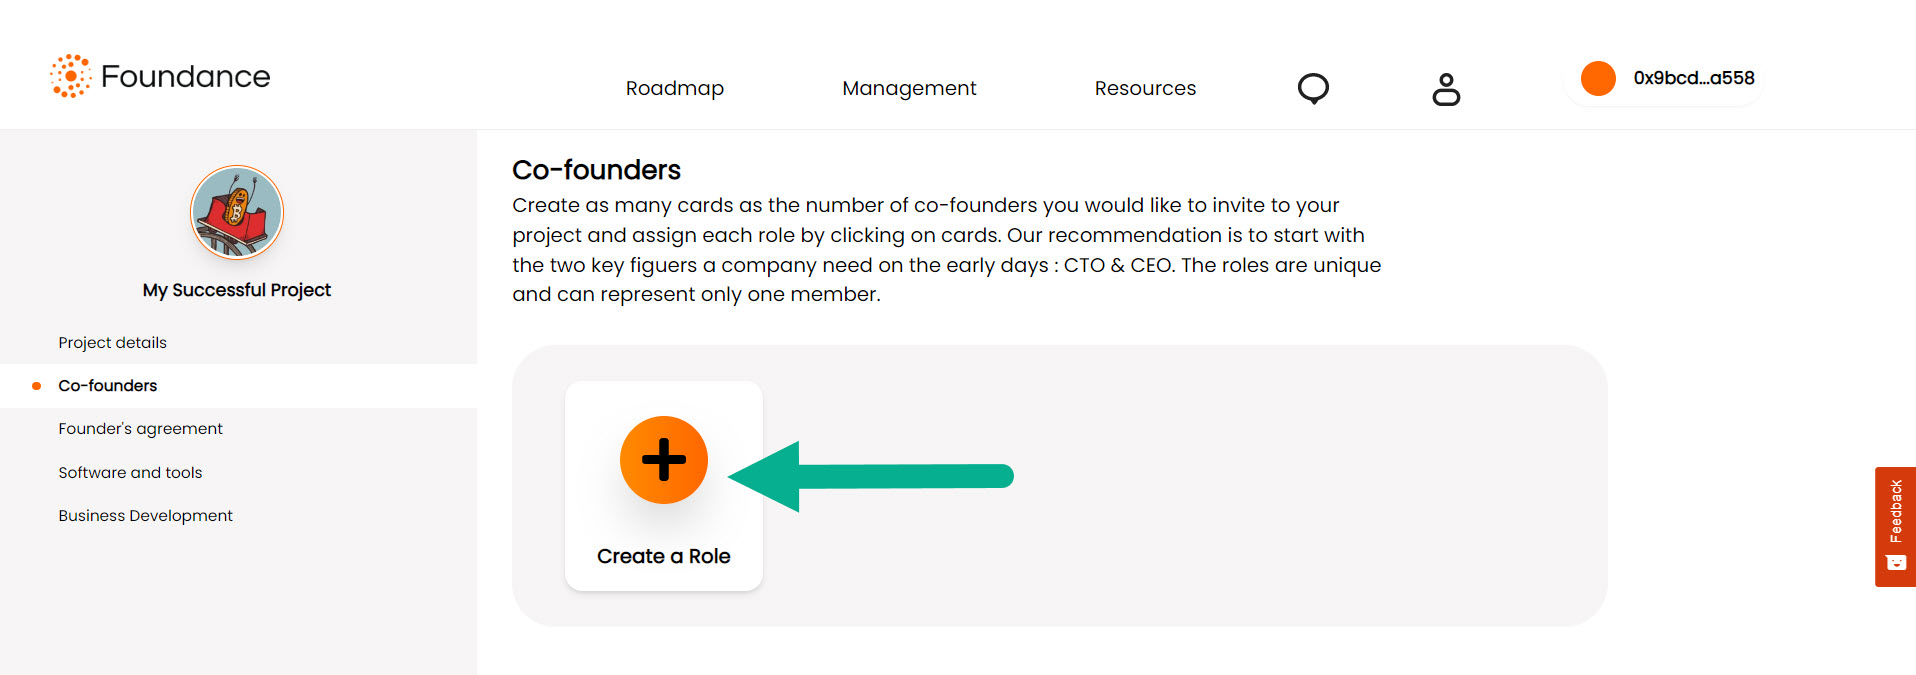 Foundance
Roadmap
Management
Resources
0x9bcd...a558
My Successful Project
Project details
Co-founders
Founder's agreement
Software and tools
Business Development
Co-founders
Create as many cards as the number of co-founders you would like to invite to your
project and assign each role by clicking on cards. Our recommendation is to start with
the two key figuers a company need on the early days : CTO & CEO. The roles are unique
and can represent only one member.
Create a Role
Feedback